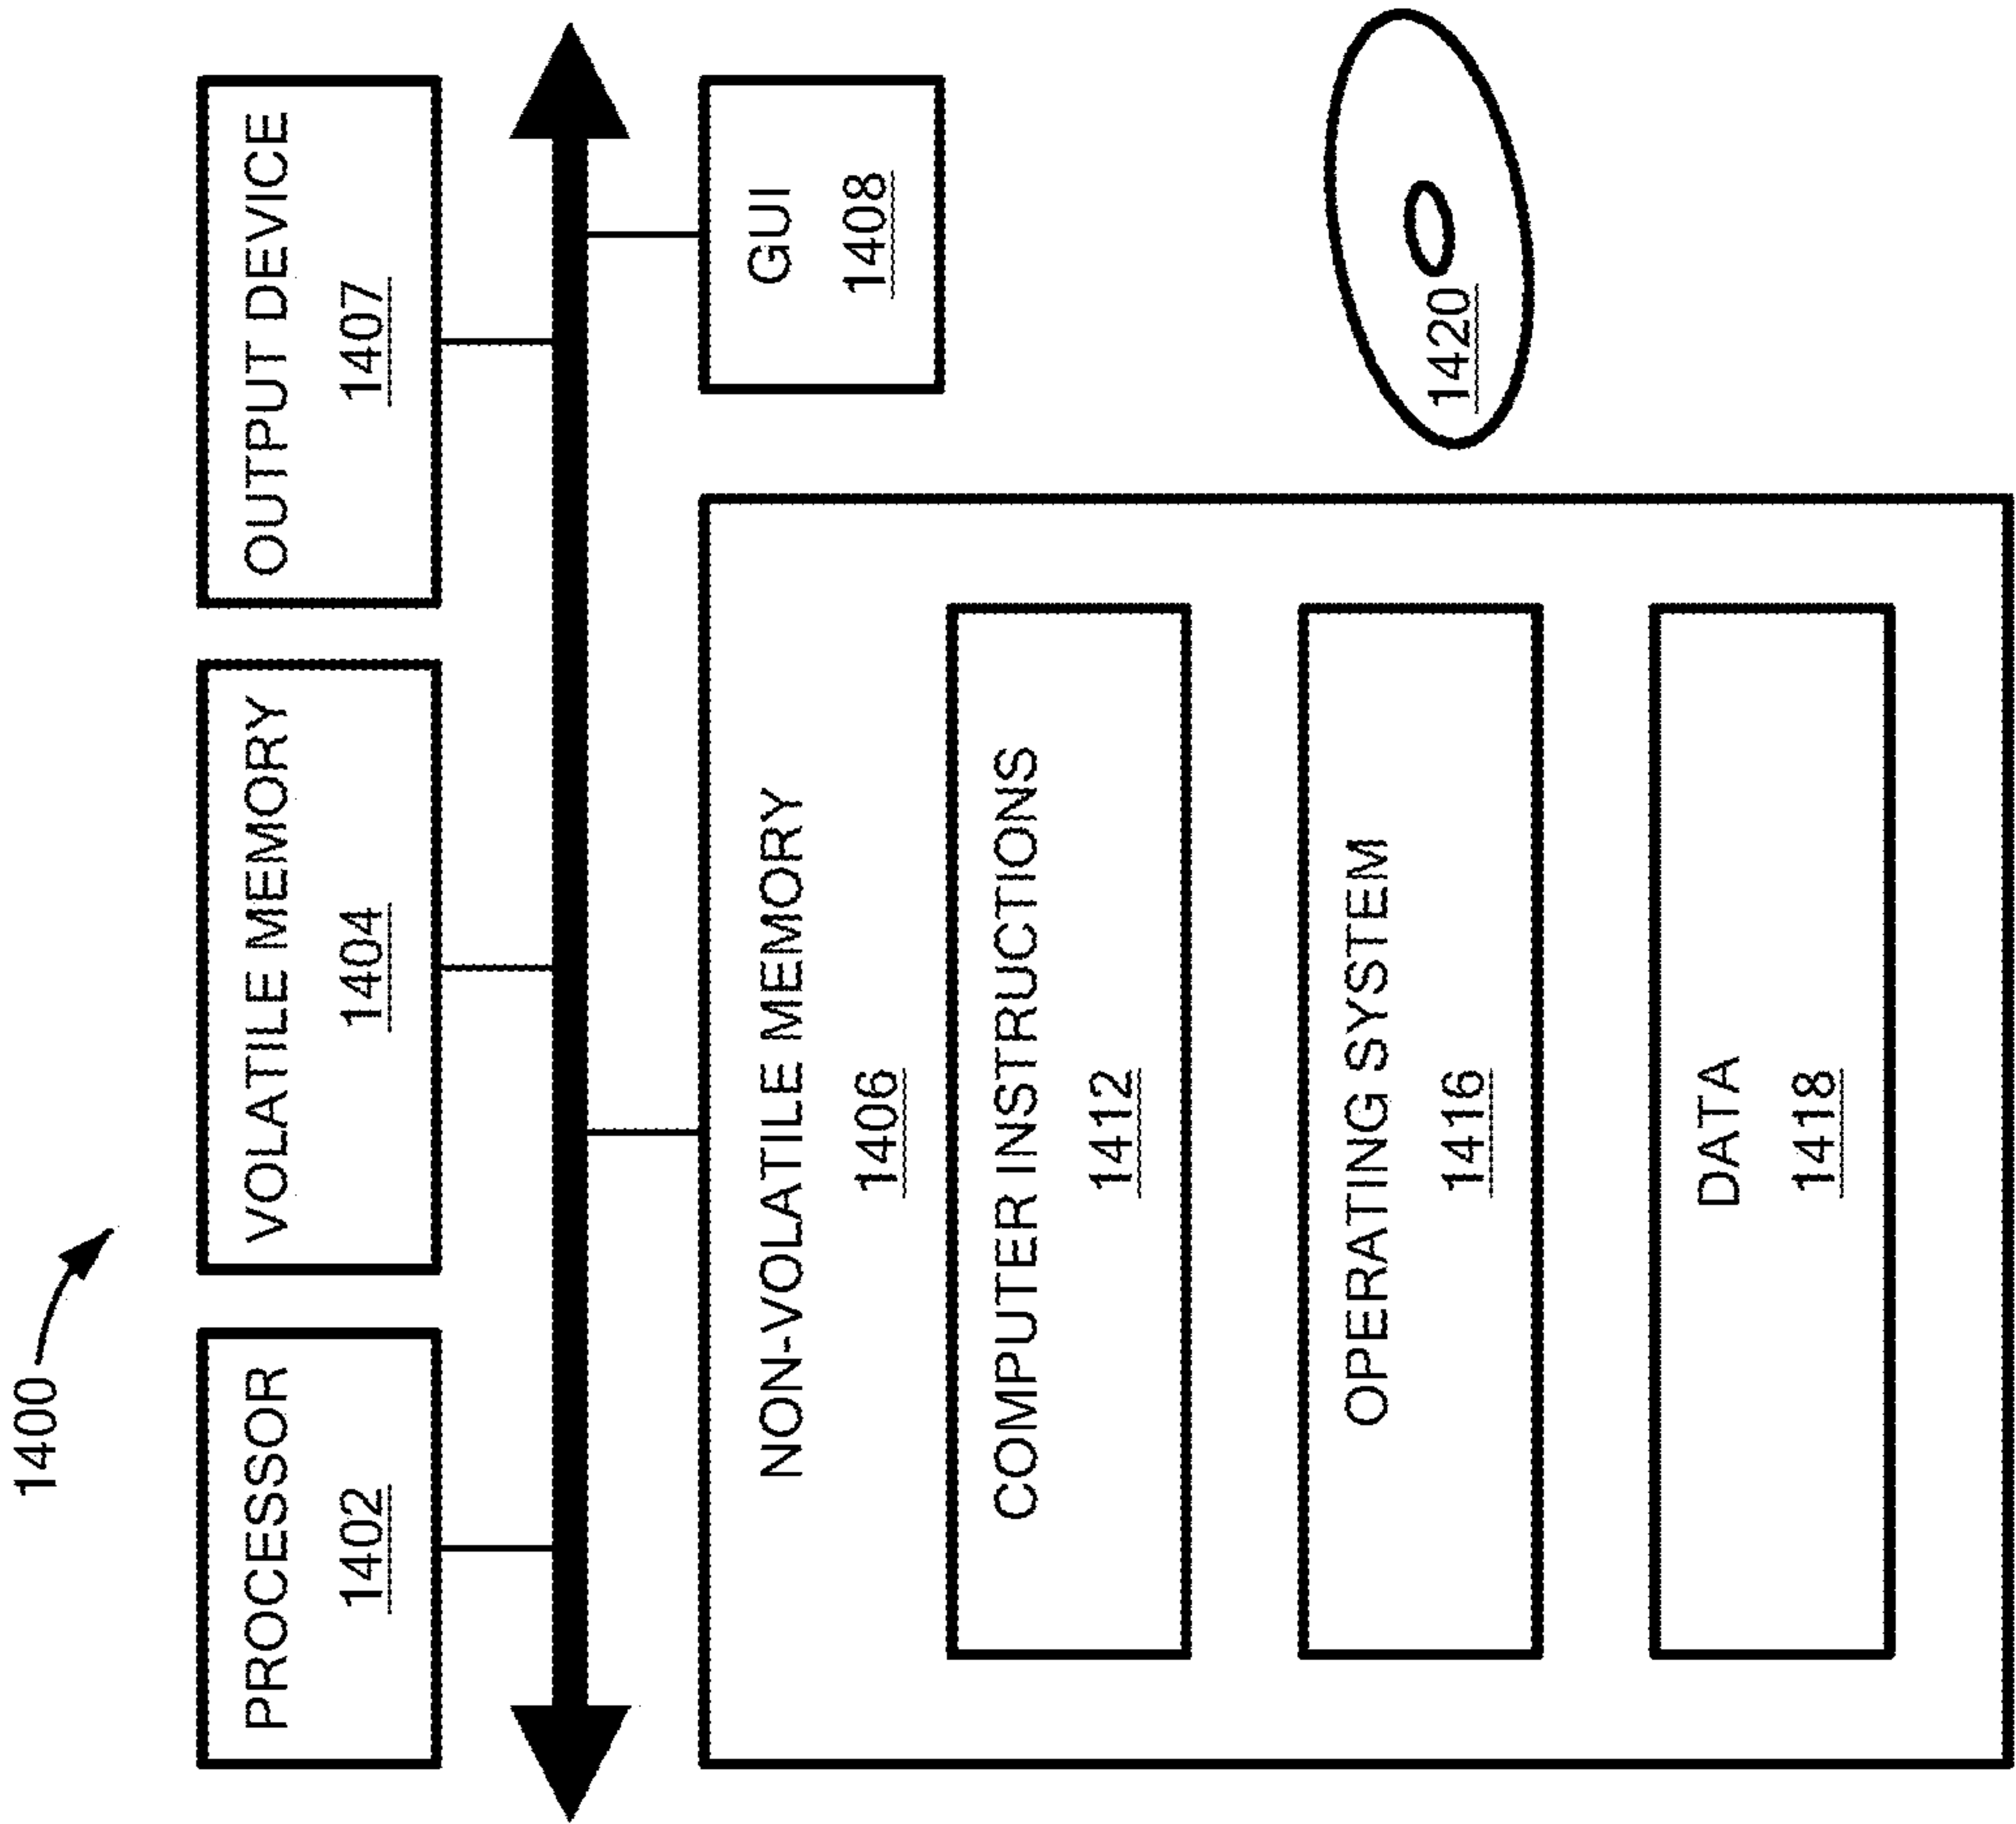 1400
PROCESSOR
1402
VOLATILE MEMORY
1404
OUTPUT DEVICE
1407
NON-VOLATILE MEMORY
1406
COMPUTER INSTRUCTIONS
1412
OPERATING SYSTEM
1416
DATA
1418
GUI
1408
1420